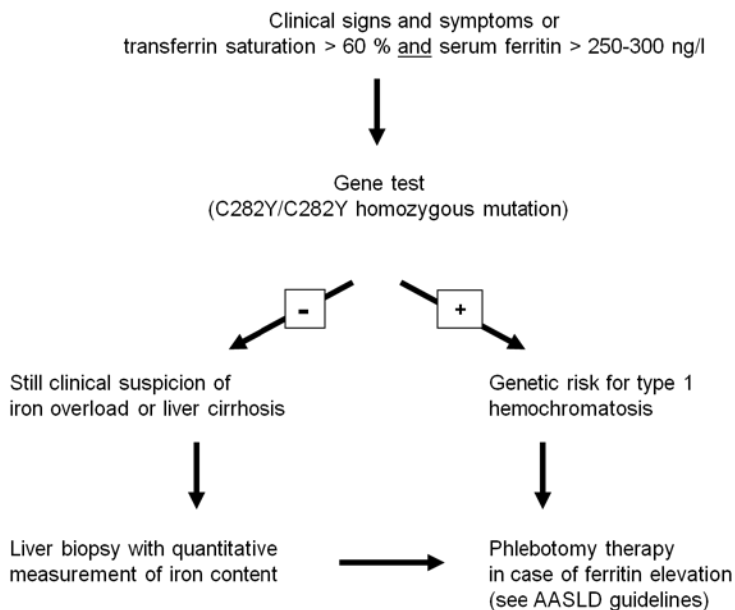 Clinical signs and symptoms or
transferrin saturation > 60 % and serum ferritin > 250-300 ng/l
Gene test
(C282Y/C282Y homozygous mutation)
-
+
Still clinical suspicion of
iron overload or liver cirrhosis
Genetic risk for type 1
hemochromatosis
Liver biopsy with quantitative
measurement of iron content
Phlebotomy therapy
in case of ferritin elevation
(see AASLD guidelines)